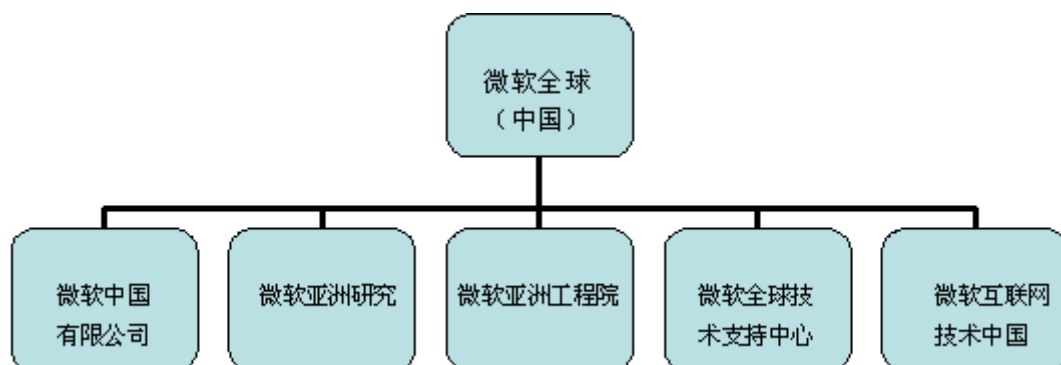 微软全球
（中国）
微软中国
有限公司
微软亚洲研究
微软亚洲工程院
微软全球技
术支持中心
微软互联网
技术中国